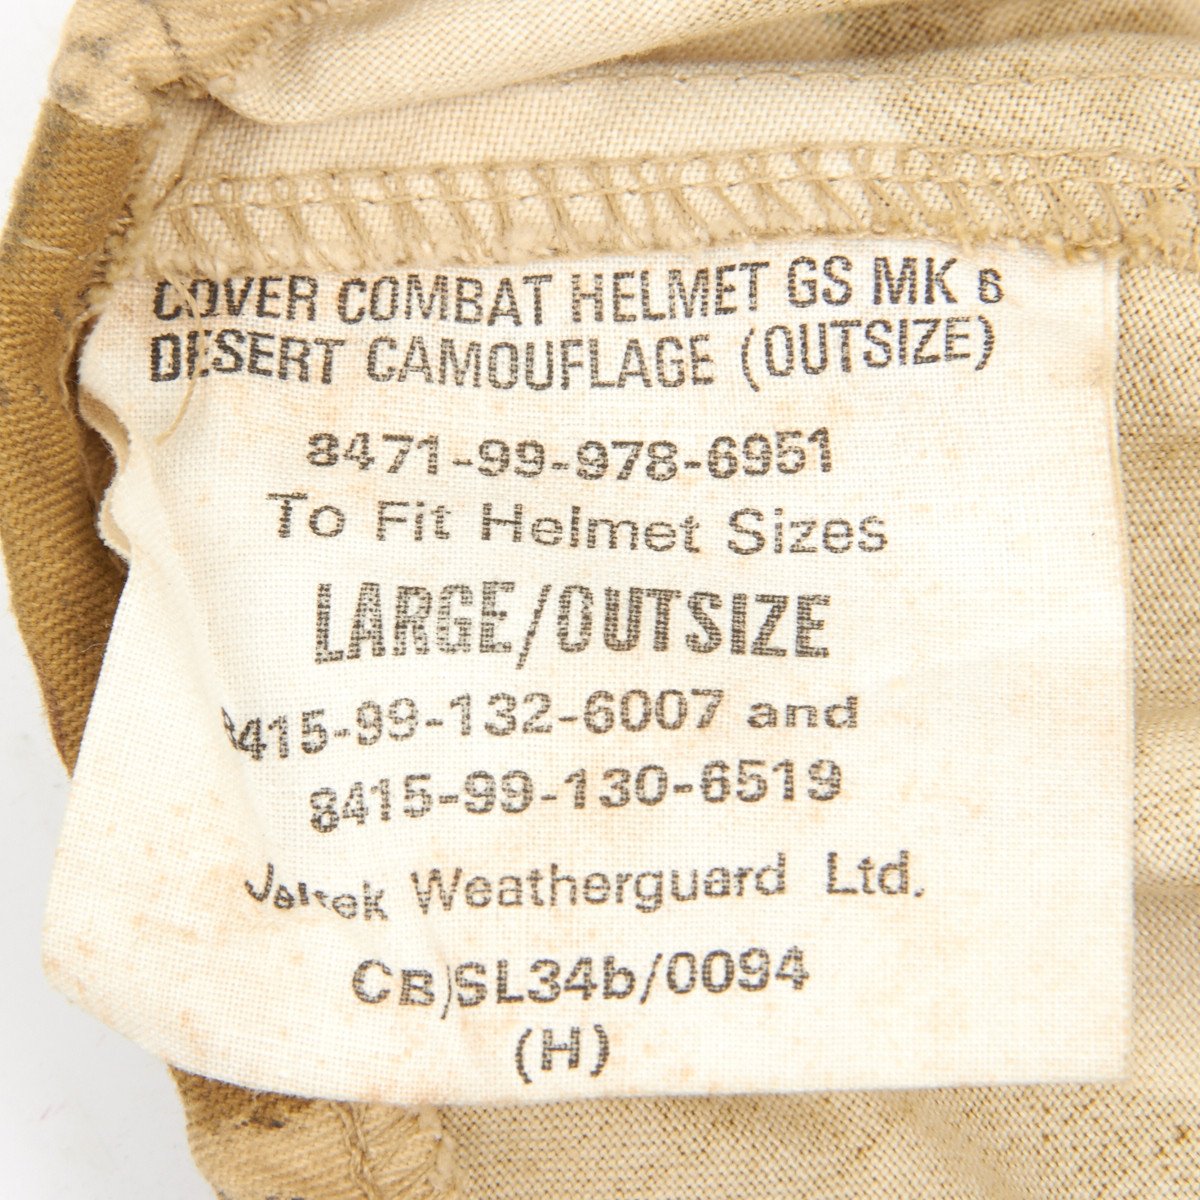 COVER COMBAT HELMET GS MK 6
DESERT CAMOUFLAGE (OUTSIZE)
8471-99-978-6951
To Fit Helmet Sizes
LARGE/OUTSIZE
8415-99-132-6007 and
8415-99-130-6519
Weatherguard Ltd.
CB/SL34b/0094
(H)